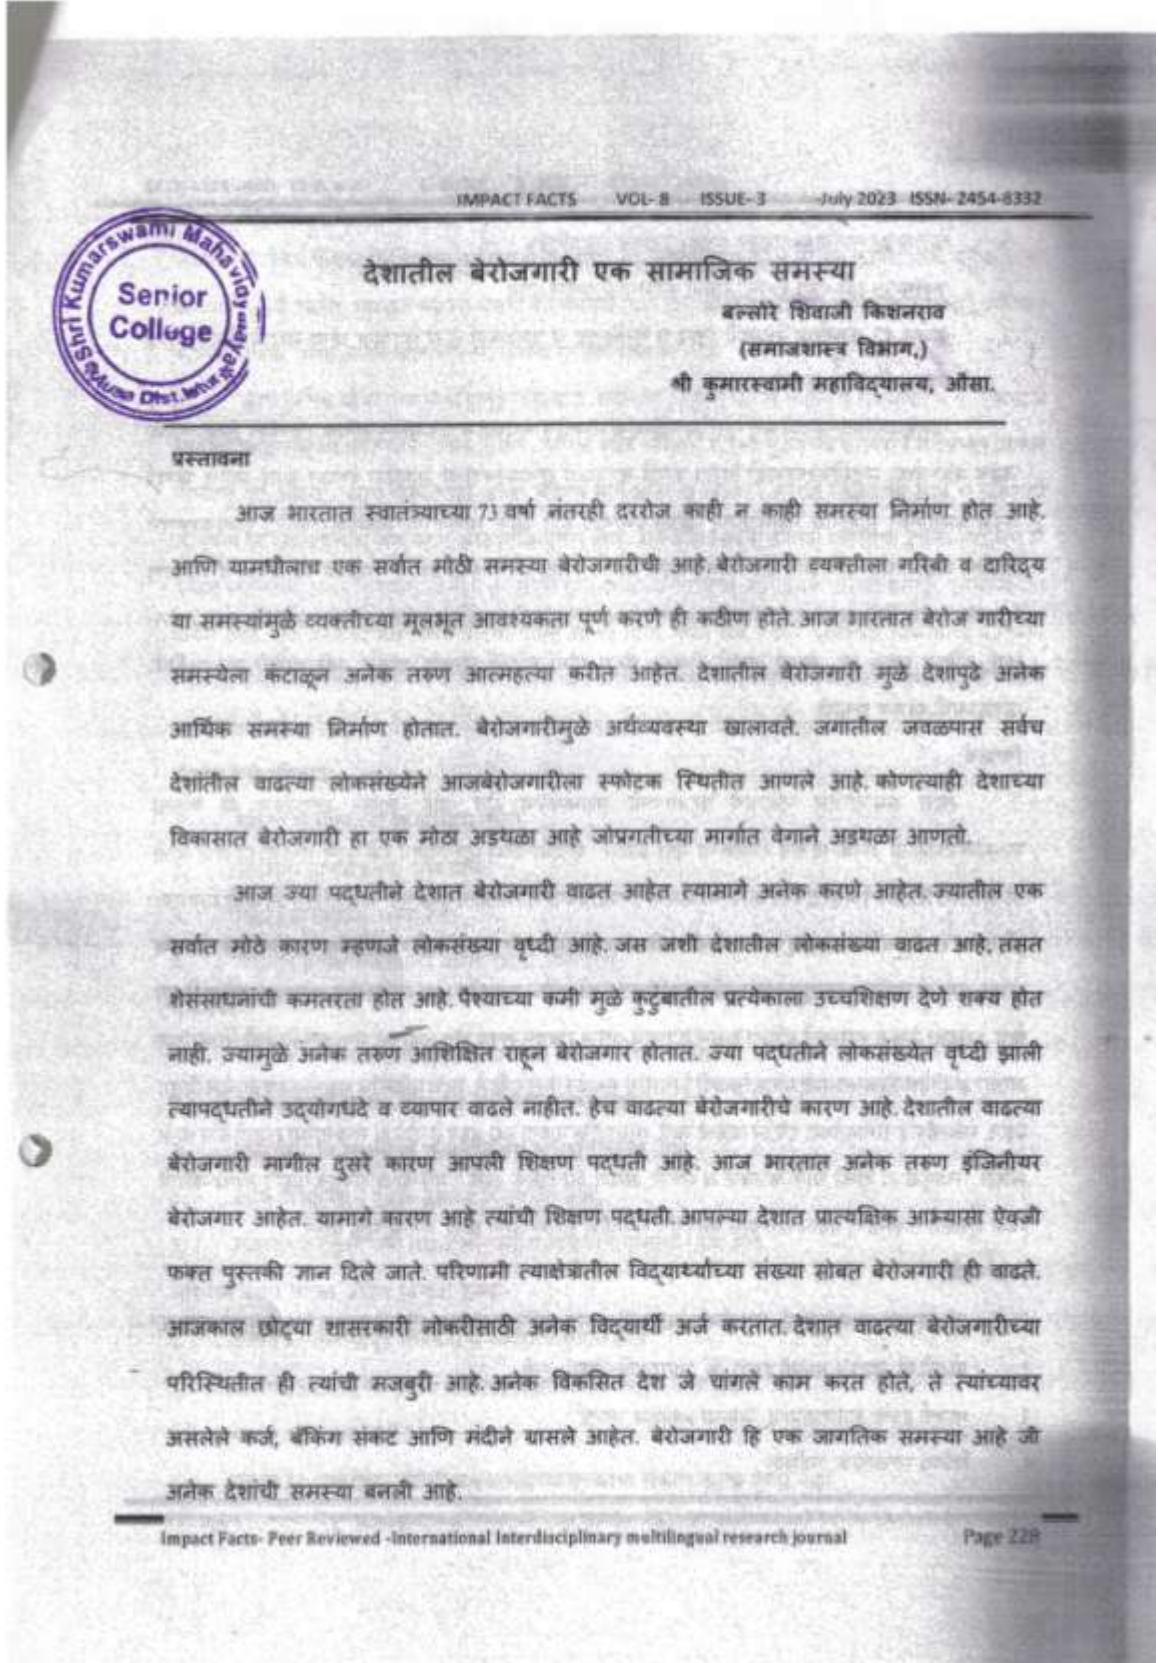 IMPACT FACTS VOL- 8 ISSUE- 3 July 2023 ISSN- 2454-8332
Shri Kumarswami Mahavidyalaya
Senior
College
Ausa Dist. Latur
देशातील बेरोजगारी एक सामाजिक समस्या
बल्लोरे शिवाजी किशनराव
(समाजशास्त्र विभाग,)
श्री कुमारस्वामी महाविद्यालय, औसा.
प्रस्तावना
आज भारतात स्वातंत्र्याच्या 73 वर्षा नंतरही दररोज काही न काही समस्या निर्माण होत आहे.
आणि यामधीलाच एक सर्वात मोठी समस्या बेरोजगारीची आहे. बेरोजगारी व्यक्तीला गरिबी व दारिद्र्य
या समस्यांमुळे व्यक्तीच्या मूलभूत आवश्यकता पूर्ण करणे ही कठीण होते. आज भारतात बेरोज गारीच्या
समस्येला कंटाळून अनेक तरुण आत्महत्या करीत आहेत. देशातील बेरोजगारी मुळे देशापुढे अनेक
आर्थिक समस्या निर्माण होतात. बेरोजगारीमुळे अर्थव्यवस्था खालावते. जगातील जवळपास सर्वच
देशांतील वाढत्या लोकसंख्येने आजबेरोजगारीला स्फोटक स्थितीत आणले आहे. कोणत्याही देशाच्या
विकासात बेरोजगारी हा एक मोठा अडथळा आहे जोप्रगतीच्या मार्गात वेगाने अडथळा आणतो.
आज ज्या पद्धतीने देशात बेरोजगारी वाढत आहेत त्यामागे अनेक करणे आहेत. ज्यातील एक
सर्वात मोठे कारण म्हणजे लोकसंख्या वृध्दी आहे. जस जशी देशातील लोकसंख्या वाढत आहे, तसत
शेसंसाधनांची कमतरता होत आहे. पैश्याच्या कमी मुळे कुटुंबातील प्रत्येकाला उच्चशिक्षण देणे शक्य होत
नाही. ज्यामुळे अनेक तरुण आशिक्षित राहून बेरोजगार होतात. ज्या पद्धतीने लोकसंख्येत वृध्दी झाली
त्यापद्धतीने उद्योगधंदे व व्यापार वाढले नाहीत. हेच वाढत्या बेरोजगारीचे कारण आहे. देशातील वाढत्या
बेरोजगारी मागील दुसरे कारण आपली शिक्षण पद्धती आहे. आज भारतात अनेक तरुण इंजिनीयर
बेरोजगार आहेत. यामागे कारण आहे त्यांची शिक्षण पद्धती. आपल्या देशात प्रात्यक्षिक आभ्यासा ऐवजी
फक्त पुस्तकी ज्ञान दिले जाते. परिणामी त्याक्षेत्रातील विद्यार्थ्यांच्या संख्या सोबत बेरोजगारी ही वाढते.
आजकाल छोट्या शासरकारी नोकरीसाठी अनेक विद्यार्थी अर्ज करतात. देशात वाढत्या बेरोजगारीच्या
परिस्थितीत ही त्यांची मजबुरी आहे. अनेक विकसित देश जे चांगले काम करत होते, ते त्यांच्यावर
असलेले कर्ज, बँकिंग संकट आणि मंदीने ग्रासले आहेत. बेरोजगारी हि एक जागतिक समस्या आहे जी
अनेक देशांची समस्या बनली आहे.
Impact Facts- Peer Reviewed -International Interdisciplinary multilingual research journal Page 228